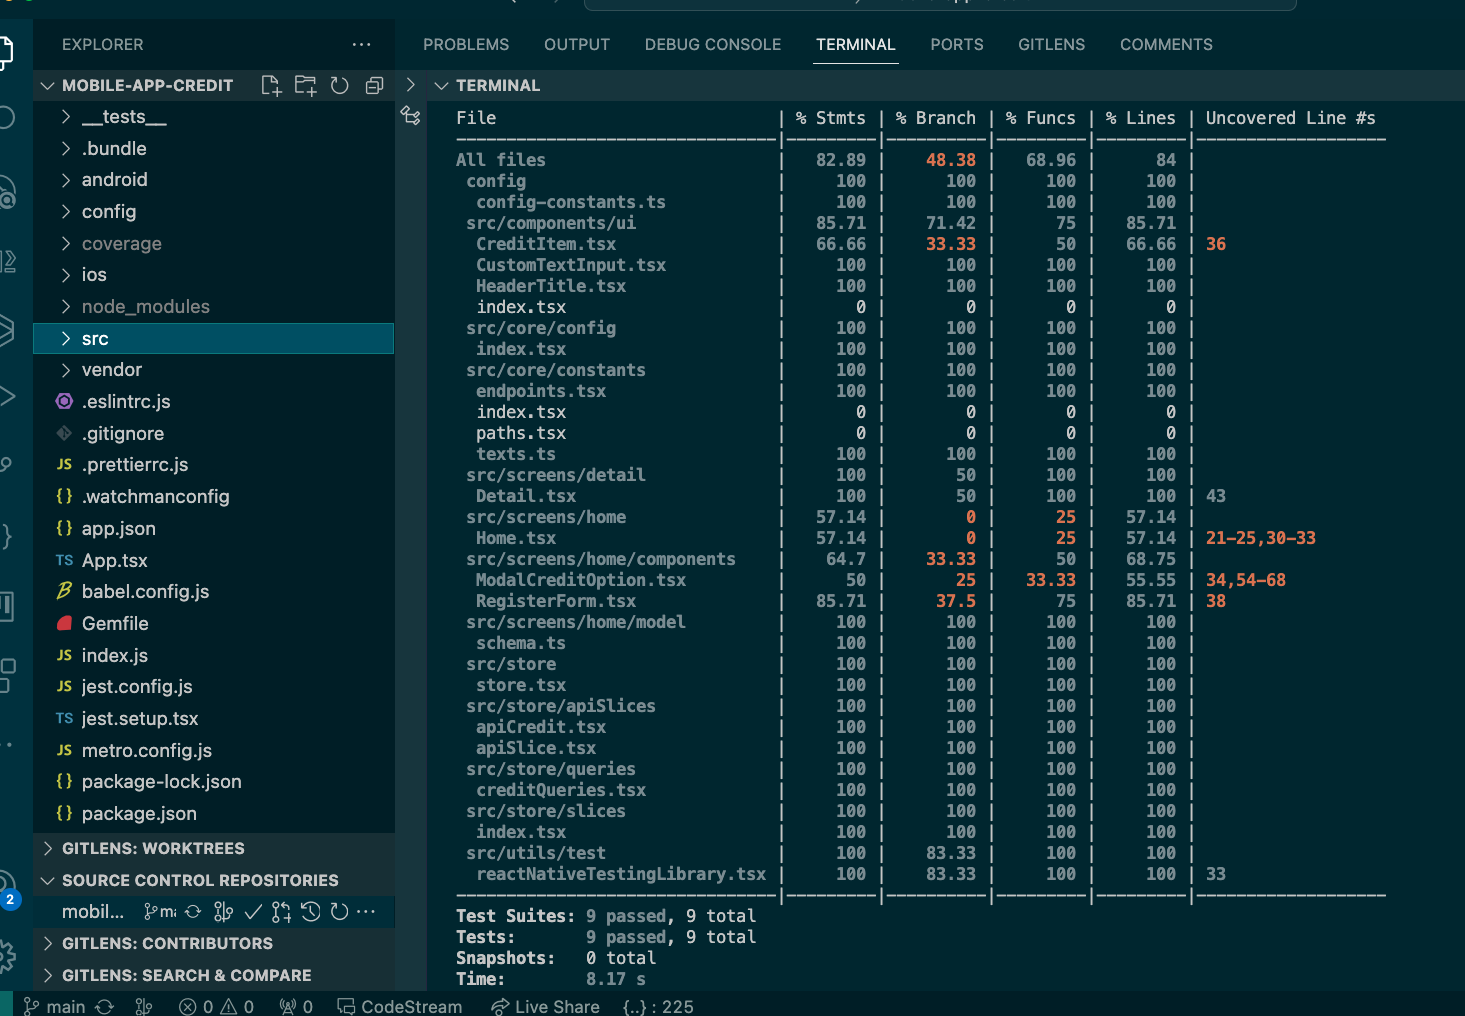 EXPLORER ...
MOBILE-APP-CREDIT
__tests__
.bundle
android
config
coverage
ios
node_modules
src
vendor
.eslintrc.js
.gitignore
JS .prettierrc.js
{} .watchmanconfig
{} app.json
TS App.tsx
babel.config.js
Gemfile
JS index.js
JS jest.config.js
TS jest.setup.tsx
JS metro.config.js
{} package-lock.json
{} package.json
GITLENS: WORKTREES
SOURCE CONTROL REPOSITORIES
mobil... ma ...
GITLENS: CONTRIBUTORS
GITLENS: SEARCH & COMPARE
2
PROBLEMS OUTPUT DEBUG CONSOLE TERMINAL PORTS GITLENS COMMENTS
TERMINAL
File | % Stmts | % Branch | % Funcs | % Lines | Uncovered Line #s
All files | 82.89 | 48.38 | 68.96 | 84 |
config | 100 | 100 | 100 | 100 |
config-constants.ts | 100 | 100 | 100 | 100 |
src/components/ui | 85.71 | 71.42 | 75 | 85.71 |
CreditItem.tsx | 66.66 | 33.33 | 50 | 66.66 | 36
CustomTextInput.tsx | 100 | 100 | 100 | 100 |
HeaderTitle.tsx | 100 | 100 | 100 | 100 |
index.tsx | 0 | 0 | 0 | 0 |
src/core/config | 100 | 100 | 100 | 100 |
index.tsx | 100 | 100 | 100 | 100 |
src/core/constants | 100 | 100 | 100 | 100 |
endpoints.tsx | 100 | 100 | 100 | 100 |
index.tsx | 0 | 0 | 0 | 0 |
paths.tsx | 0 | 0 | 0 | 0 |
texts.ts | 100 | 100 | 100 | 100 |
src/screens/detail | 100 | 50 | 100 | 100 |
Detail.tsx | 100 | 50 | 100 | 100 | 43
src/screens/home | 57.14 | 0 | 25 | 57.14 |
Home.tsx | 57.14 | 0 | 25 | 57.14 | 21-25,30-33
src/screens/home/components | 64.7 | 33.33 | 50 | 68.75 |
ModalCreditOption.tsx | 50 | 25 | 33.33 | 55.55 | 34,54-68
RegisterForm.tsx | 85.71 | 37.5 | 75 | 85.71 | 38
src/screens/home/model | 100 | 100 | 100 | 100 |
schema.ts | 100 | 100 | 100 | 100 |
src/store | 100 | 100 | 100 | 100 |
store.tsx | 100 | 100 | 100 | 100 |
src/store/apiSlices | 100 | 100 | 100 | 100 |
apiCredit.tsx | 100 | 100 | 100 | 100 |
apiSlice.tsx | 100 | 100 | 100 | 100 |
src/store/queries | 100 | 100 | 100 | 100 |
creditQueries.tsx | 100 | 100 | 100 | 100 |
src/store/slices | 100 | 100 | 100 | 100 |
index.tsx | 100 | 100 | 100 | 100 |
src/utils/test | 100 | 83.33 | 100 | 100 |
reactNativeTestingLibrary.tsx | 100 | 83.33 | 100 | 100 | 33
Test Suites: 9 passed, 9 total
Tests: 9 passed, 9 total
Snapshots: 0 total
Time: 8.17 s
main 0 0 0 CodeStream Live Share {..} : 225